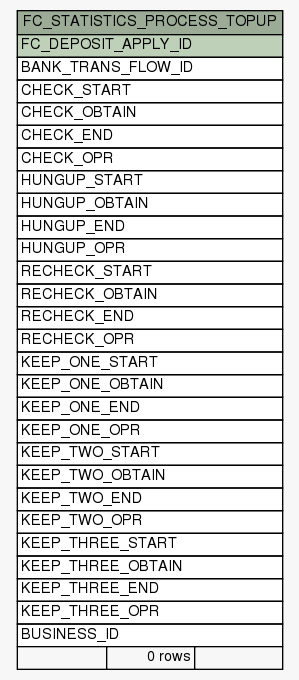 FC_STATISTICS_PROCESS_TOPUP
FC_DEPOSIT_APPLY_ID
BANK_TRANS_FLOW_ID
CHECK_START
CHECK_OBTAIN
CHECK_END
CHECK_OPR
HUNGUP_START
HUNGUP_OBTAIN
HUNGUP_END
HUNGUP_OPR
RECHECK_START
RECHECK_OBTAIN
RECHECK_END
RECHECK_OPR
KEEP_ONE_START
KEEP_ONE_OBTAIN
KEEP_ONE_END
KEEP_ONE_OPR
KEEP_TWO_START
KEEP_TWO_OBTAIN
KEEP_TWO_END
KEEP_TWO_OPR
KEEP_THREE_START
KEEP_THREE_OBTAIN
KEEP_THREE_END
KEEP_THREE_OPR
BUSINESS_ID
0 rows